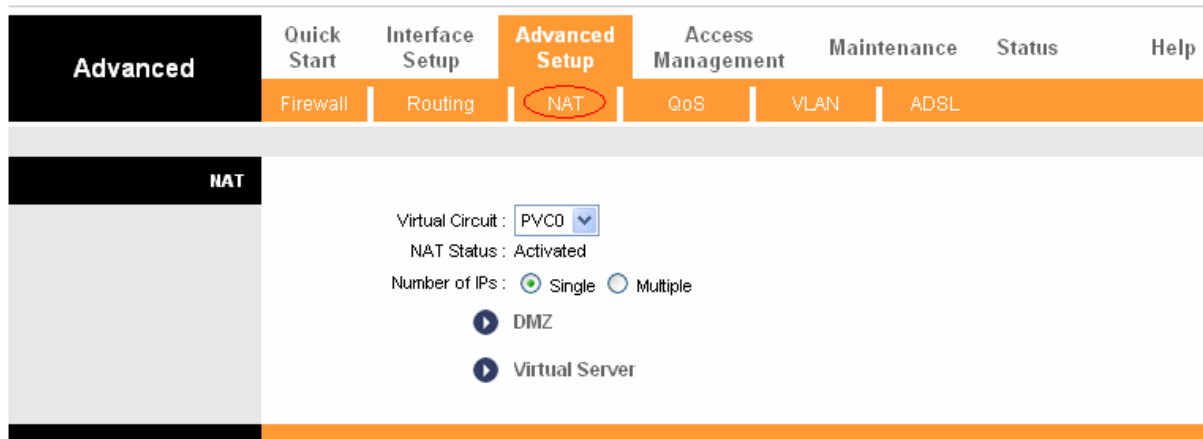 Advanced
Quick Start
Interface Setup
Advanced Setup
Access Management
Maintenance
Status
Help
Firewall
Routing
NAT
QoS
VLAN
ADSL
NAT
Virtual Circuit : PVC0
NAT Status : Activated
Number of IPs : Single Multiple
DMZ
Virtual Server